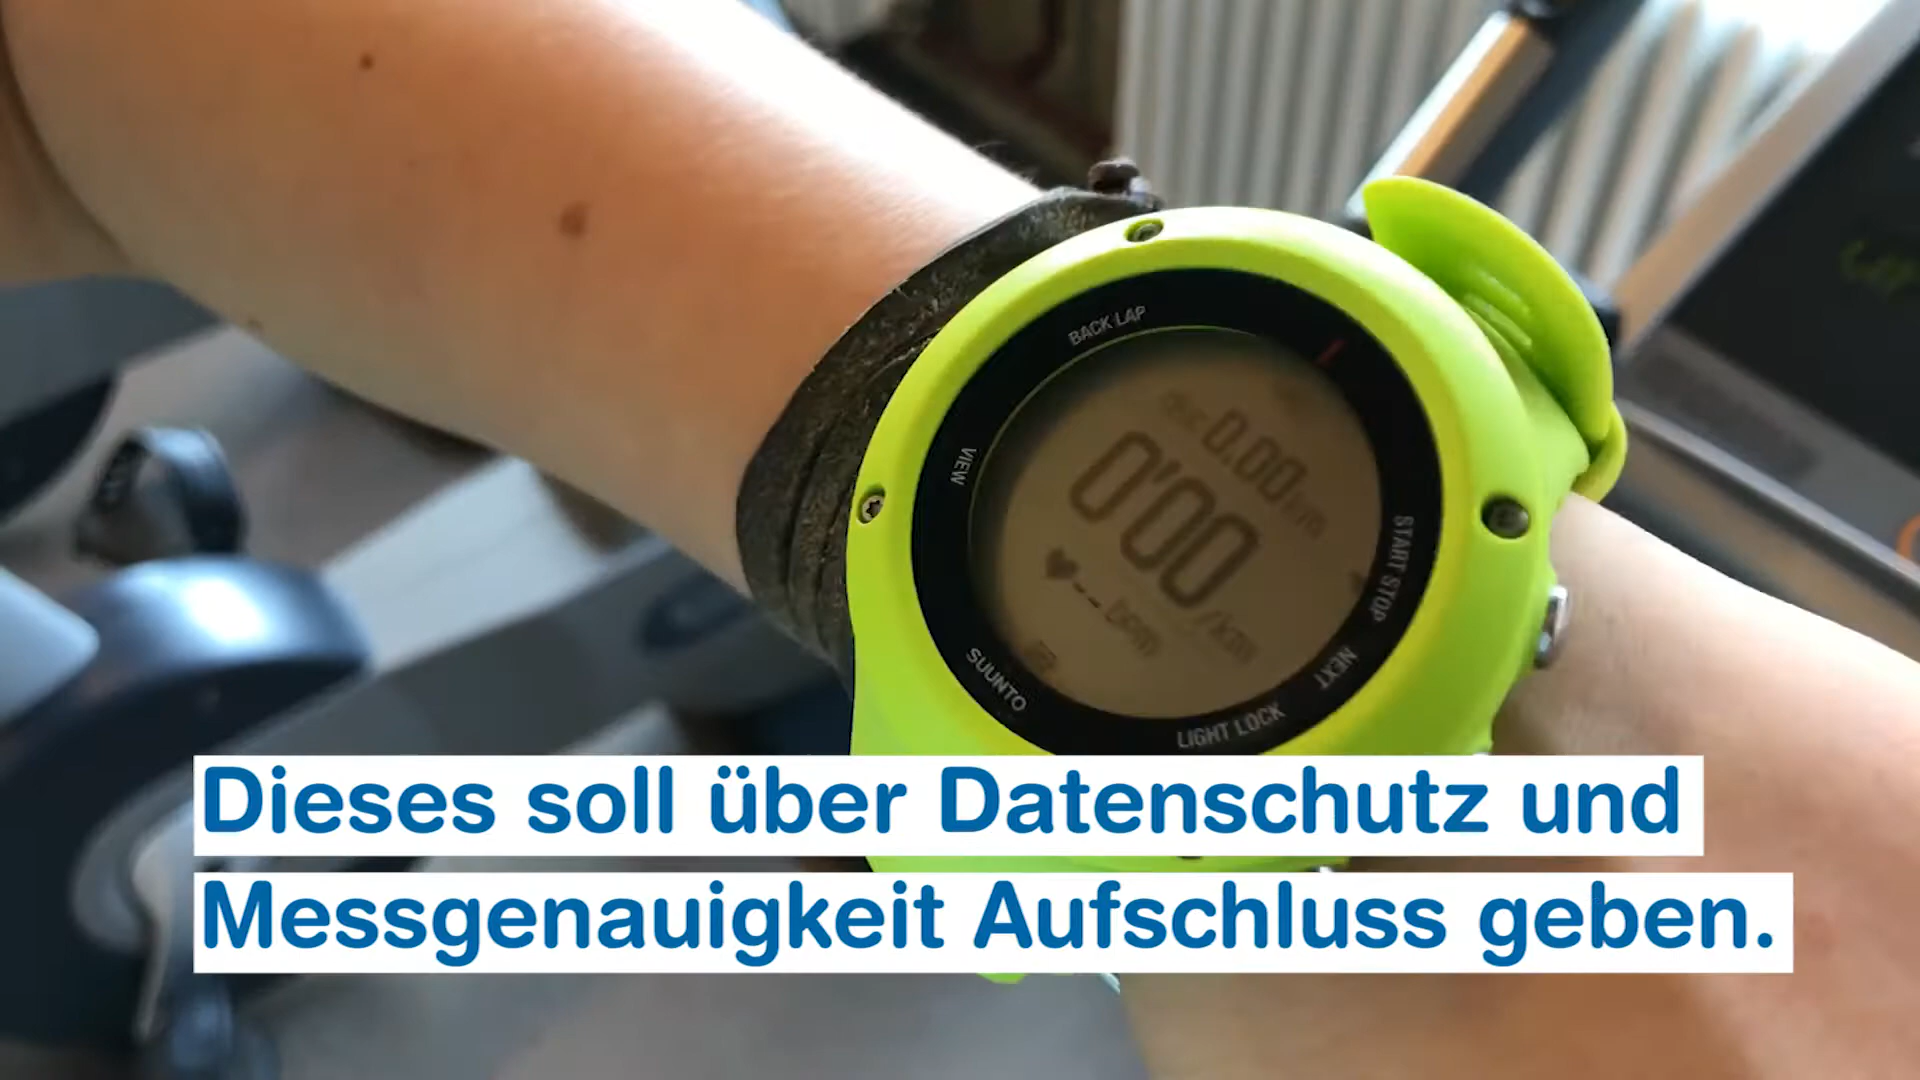 BACK LAP
VIEW
0.00 km
0'00 /km
-- bpm
START STOP
NEXT
SUUNTO
LIGHT LOCK
Dieses soll über Datenschutz und
Messgenauigkeit Aufschluss geben.